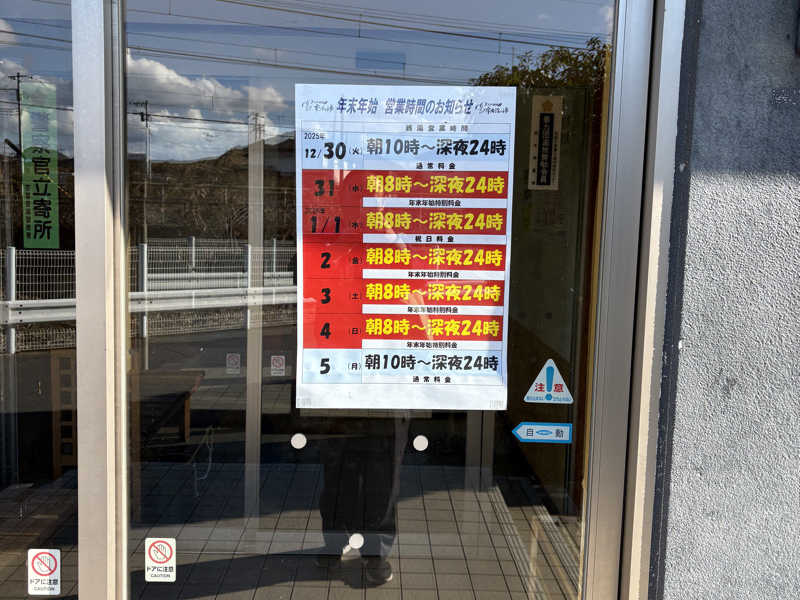 年末年始 営業時間のお知らせ
銭湯営業時間
2025年
12/30(火) 朝10時～深夜24時
通常料金
31(水) 朝8時～深夜24時
年末年始特別料金
1/1(木) 朝8時～深夜24時
祝日料金
2(金) 朝8時～深夜24時
年末年始特別料金
3(土) 朝8時～深夜24時
年末年始特別料金
4(日) 朝8時～深夜24時
年末年始特別料金
5(月) 朝10時～深夜24時
通常料金
官立寄所
注意
自動
ドアに注意
CAUTION
ドアに注意
CAUTION